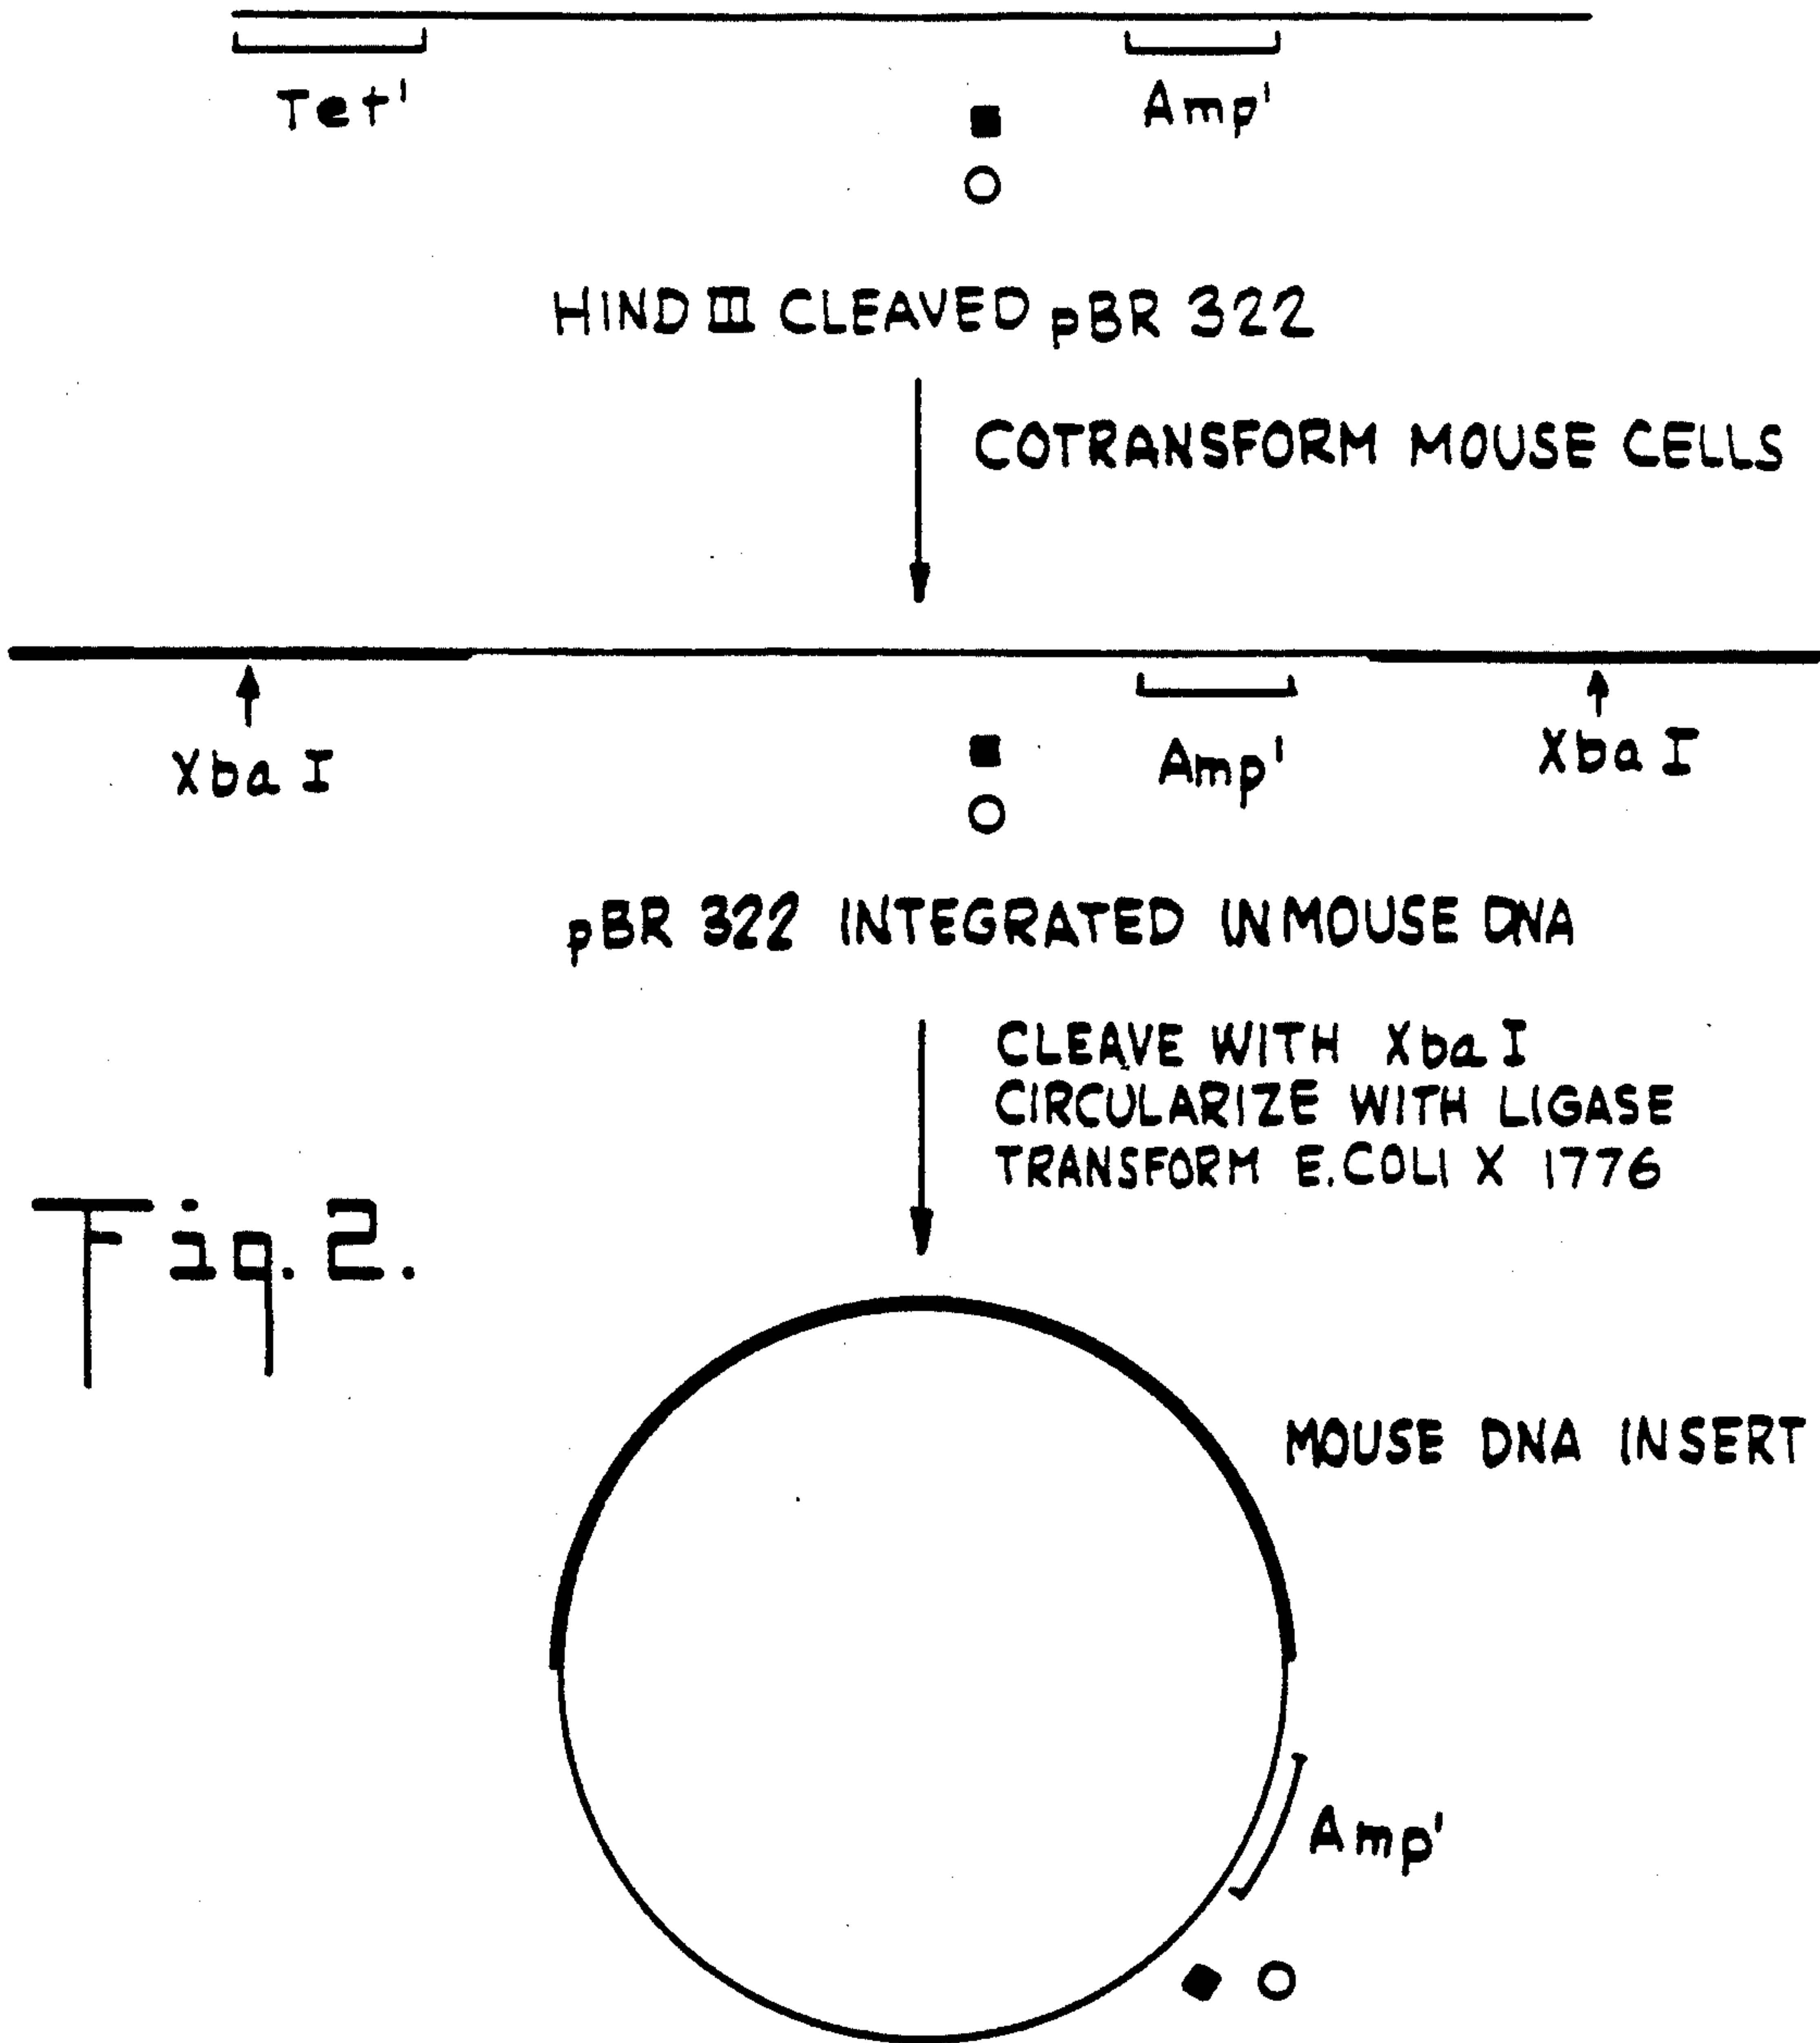 Tet'
Amp'
HIND III CLEAVED pBR 322
COTRANSFORM MOUSE CELLS
Xba I
Amp'
Xba I
pBR 322 INTEGRATED IN MOUSE DNA
CLEAVE WITH Xba I
CIRCULARIZE WITH LIGASE
TRANSFORM E.COLI X 1776
Fig. 2.
MOUSE DNA INSERT
Amp'